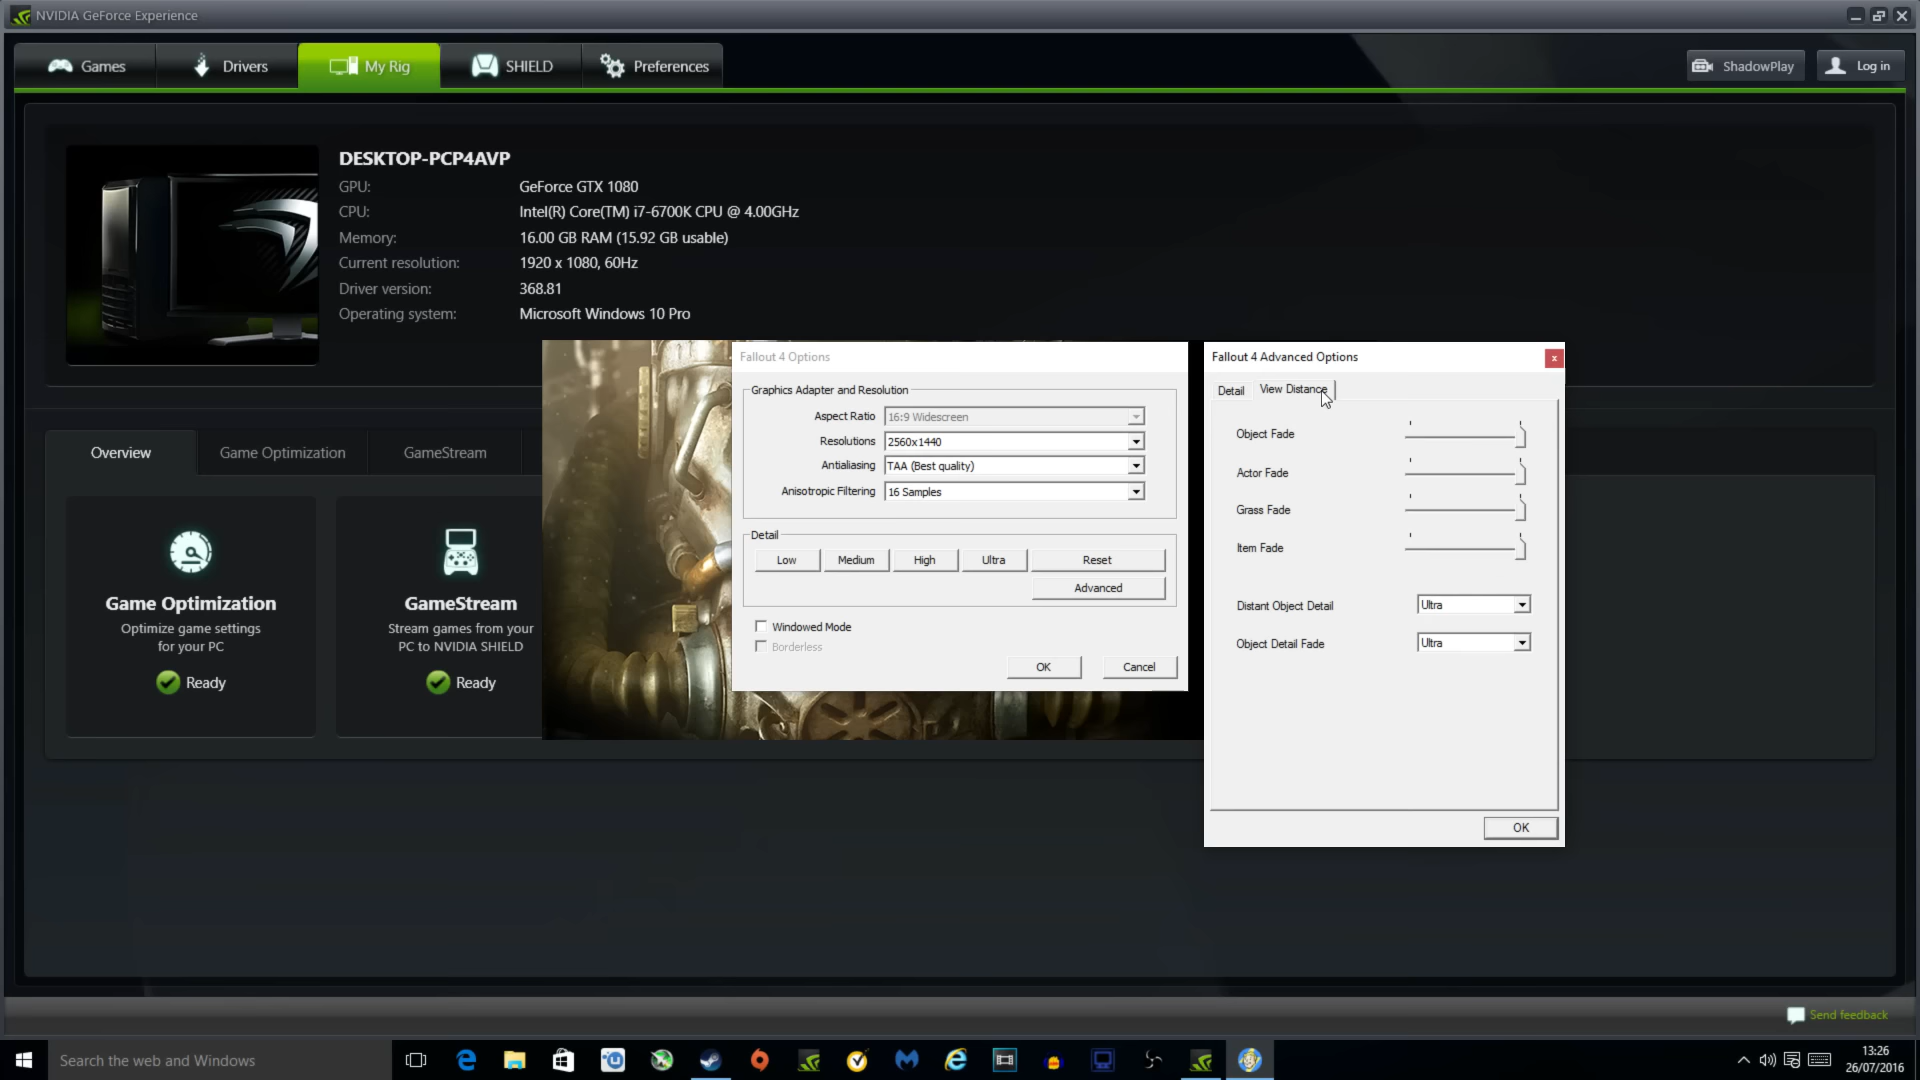 NVIDIA GeForce Experience
Games
Drivers
My Rig
SHIELD
Preferences
ShadowPlay
Log in
DESKTOP-PCP4AVP
GPU: GeForce GTX 1080
CPU: Intel(R) Core(TM) i7-6700K CPU @ 4.00GHz
Memory: 16.00 GB RAM (15.92 GB usable)
Current resolution: 1920 x 1080, 60Hz
Driver version: 368.81
Operating system: Microsoft Windows 10 Pro
Overview
Game Optimization
GameStream
Game Optimization
Optimize game settings
for your PC
Ready
GameStream
Stream games from your
PC to NVIDIA SHIELD
Ready
Fallout 4 Options
Graphics Adapter and Resolution
Aspect Ratio 16:9 Widescreen
Resolutions 2560x1440
Antialiasing TAA (Best quality)
Anisotropic Filtering 16 Samples
Detail
Low
Medium
High
Ultra
Reset
Advanced
Windowed Mode
Borderless
OK
Cancel
Fallout 4 Advanced Options
x
Detail
View Distance
Object Fade
Actor Fade
Grass Fade
Item Fade
Distant Object Detail Ultra
Object Detail Fade Ultra
OK
Send feedback
Search the web and Windows
13:26
26/07/2016